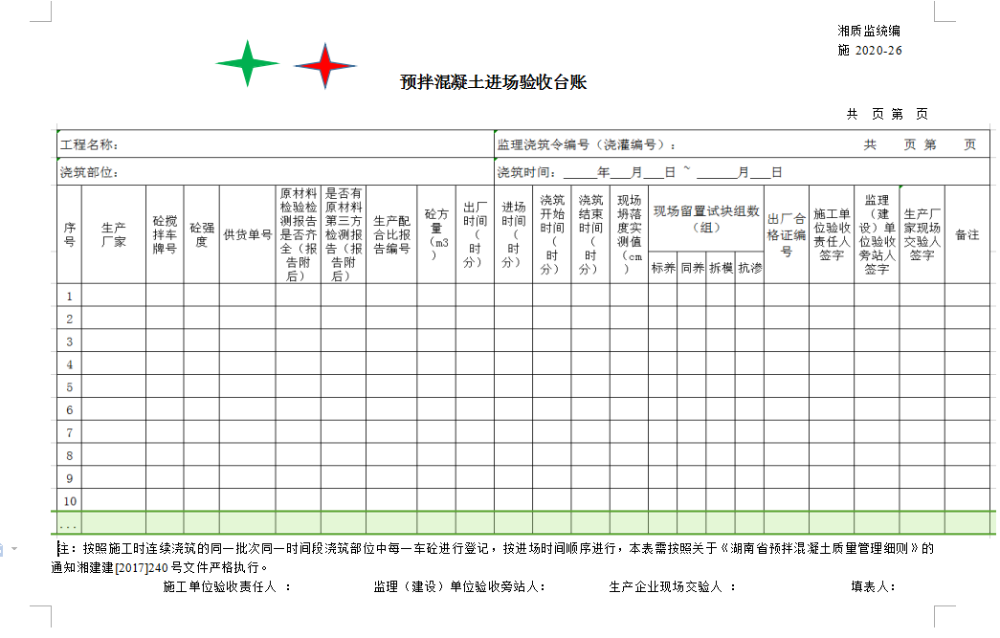 湘质监统编
施 2020-26
预拌混凝土进场验收台账
共 页 第 页
工程名称：
监理浇筑令编号（浇灌编号）： 共 页 第 页
浇筑部位：
浇筑时间：_____年___月___日 ~ ______月___日
序号
生产厂家
砼搅拌车牌号
砼强度
供货单号
原材料检验检测报告是否齐全（报告附后）
是否有原材料第三方检测报告（报告附后）
生产配合比报告编号
砼方量（m3）
出厂时间（ 时 分）
进场时间（ 时 分）
浇筑开始时间（ 时 分）
浇筑结束时间（ 时 分）
现场坍落度实测值（cm）
现场留置试块组数（组）
标养 同养 拆模 抗渗
出厂合格证编号
施工单位验收责任人签字
监理（建设）单位验收旁站人签字
生产厂家现场交验人签字
备注
1
2
3
4
5
6
7
8
9
10
...
注：按照施工时连续浇筑的同一批次同一时间段浇筑部位中每一车砼进行登记，按进场时间顺序进行，本表需按照关于《湖南省预拌混凝土质量管理细则》的
通知湘建建[2017]240 号文件严格执行。
施工单位验收责任人 ： 监理（建设）单位验收旁站人： 生产企业现场交验人 ： 填表人：